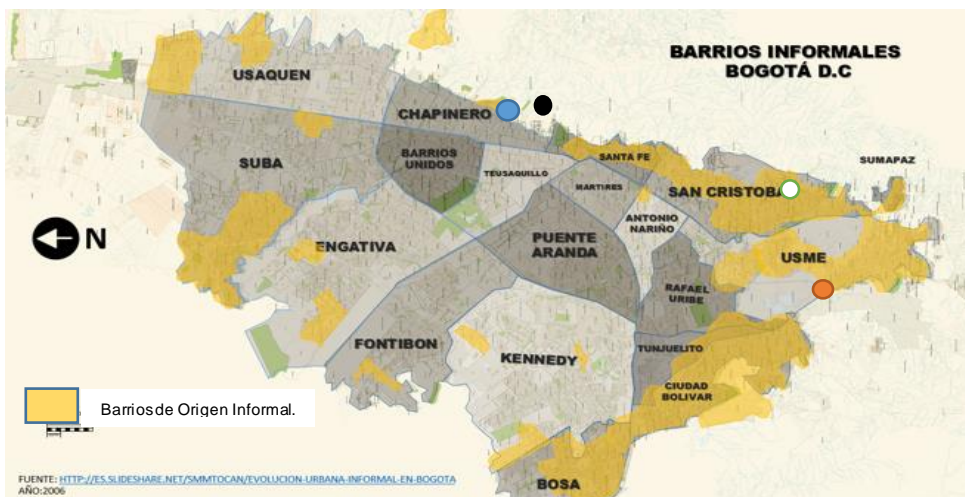 BARRIOS INFORMALES
BOGOTÁ D.C
USAQUEN
CHAPINERO
SUBA
BARRIOS
UNIDOS
TEUSAQUILLO
SANTA FE
SUMAPAZ
MARTIRES
SAN CRISTOBA
ANTONIO
NARIÑO
N
ENGATIVA
PUENTE
ARANDA
USME
RAFAEL
URIBE
FONTIBON
KENNEDY
TUNJUELITO
CIUDAD
BOLIVAR
Barrios de Origen Informal.
BOSA
FUENTE: HTTP://ES.SLIDESHARE.NET/SMMTOCAN/EVOLUCION-URBANA-INFORMAL-EN-BOGOTA
AÑO:2006